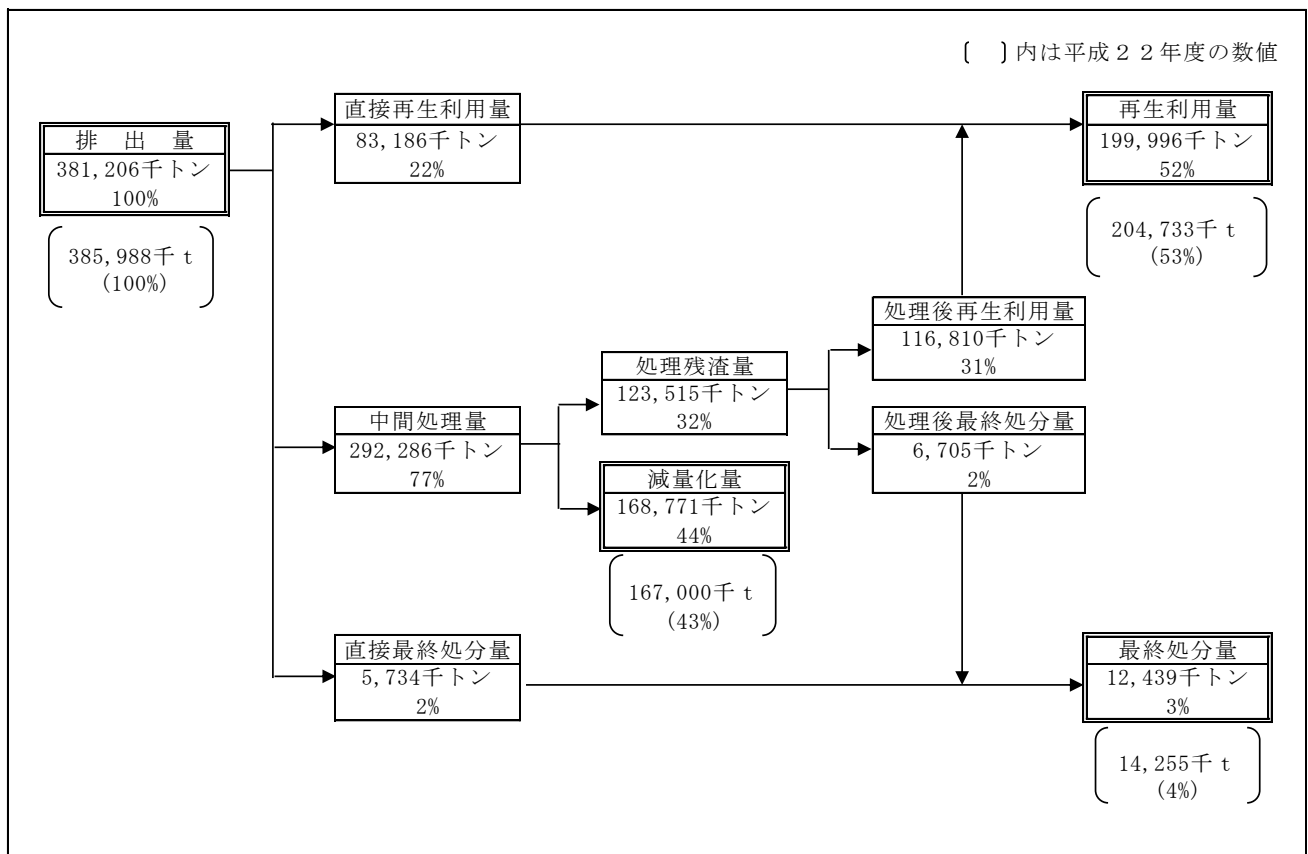 〔　〕内は平成２２年度の数値
排　出　量
381,206千トン
100%
385,988千ｔ
(100%)
直接再生利用量
83,186千トン
22%
再生利用量
199,996千トン
52%
204,733千ｔ
(53%)
中間処理量
292,286千トン
77%
処理残渣量
123,515千トン
32%
減量化量
168,771千トン
44%
167,000千ｔ
(43%)
処理後再生利用量
116,810千トン
31%
処理後最終処分量
6,705千トン
2%
直接最終処分量
5,734千トン
2%
最終処分量
12,439千トン
3%
14,255千ｔ
(4%)